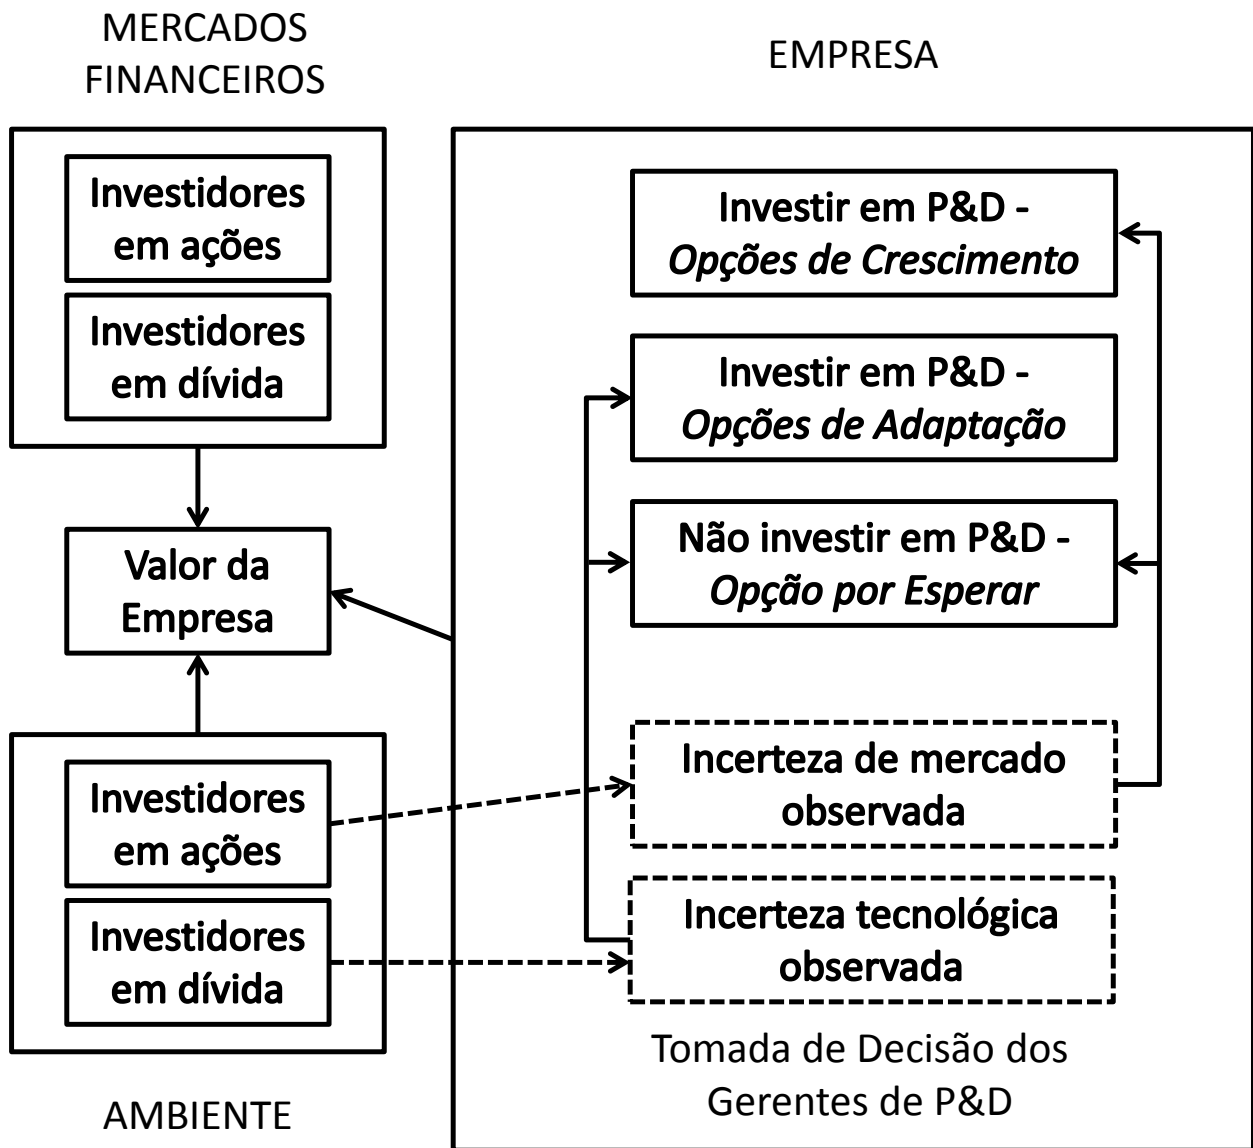 MERCADOS
FINANCEIROS
Investidores
em ações
Investidores
em dívida
Valor da
Empresa
Investidores
em ações
Investidores
em dívida
AMBIENTE
EMPRESA
Investir em P&D -
Opções de Crescimento
Investir em P&D -
Opções de Adaptação
Não investir em P&D -
Opção por Esperar
Incerteza de mercado
observada
Incerteza tecnológica
observada
Tomada de Decisão dos
Gerentes de P&D